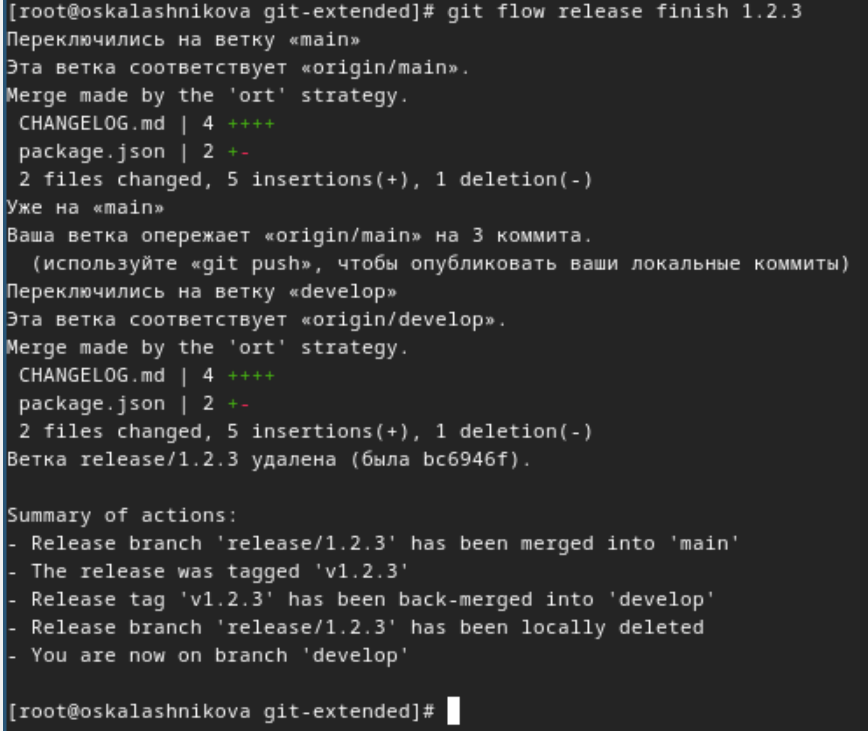 [root@oskalashnikova git-extended]# git flow release finish 1.2.3
Переключились на ветку «main»
Эта ветка соответствует «origin/main».
Merge made by the 'ort' strategy.
 CHANGELOG.md | 4 ++++
 package.json | 2 +-
 2 files changed, 5 insertions(+), 1 deletion(-)
Уже на «main»
Ваша ветка опережает «origin/main» на 3 коммита.
  (используйте «git push», чтобы опубликовать ваши локальные коммиты)
Переключились на ветку «develop»
Эта ветка соответствует «origin/develop».
Merge made by the 'ort' strategy.
 CHANGELOG.md | 4 ++++
 package.json | 2 +-
 2 files changed, 5 insertions(+), 1 deletion(-)
Ветка release/1.2.3 удалена (была bc6946f).

Summary of actions:
- Release branch 'release/1.2.3' has been merged into 'main'
- The release was tagged 'v1.2.3'
- Release tag 'v1.2.3' has been back-merged into 'develop'
- Release branch 'release/1.2.3' has been locally deleted
- You are now on branch 'develop'

[root@oskalashnikova git-extended]#